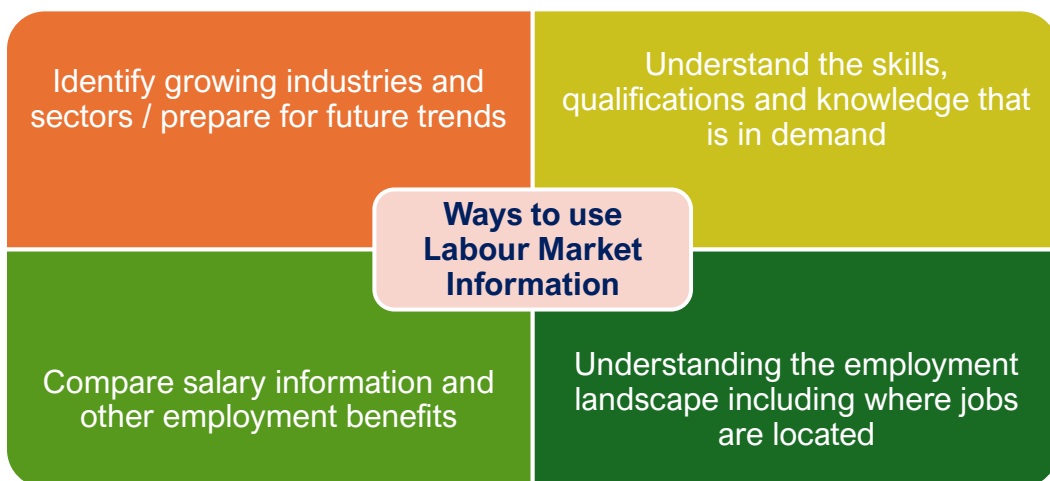 Identify growing industries and
sectors / prepare for future trends
Understand the skills,
qualifications and knowledge that
is in demand
Ways to use
Labour Market
Information
Compare salary information and
other employment benefits
Understanding the employment
landscape including where jobs
are located